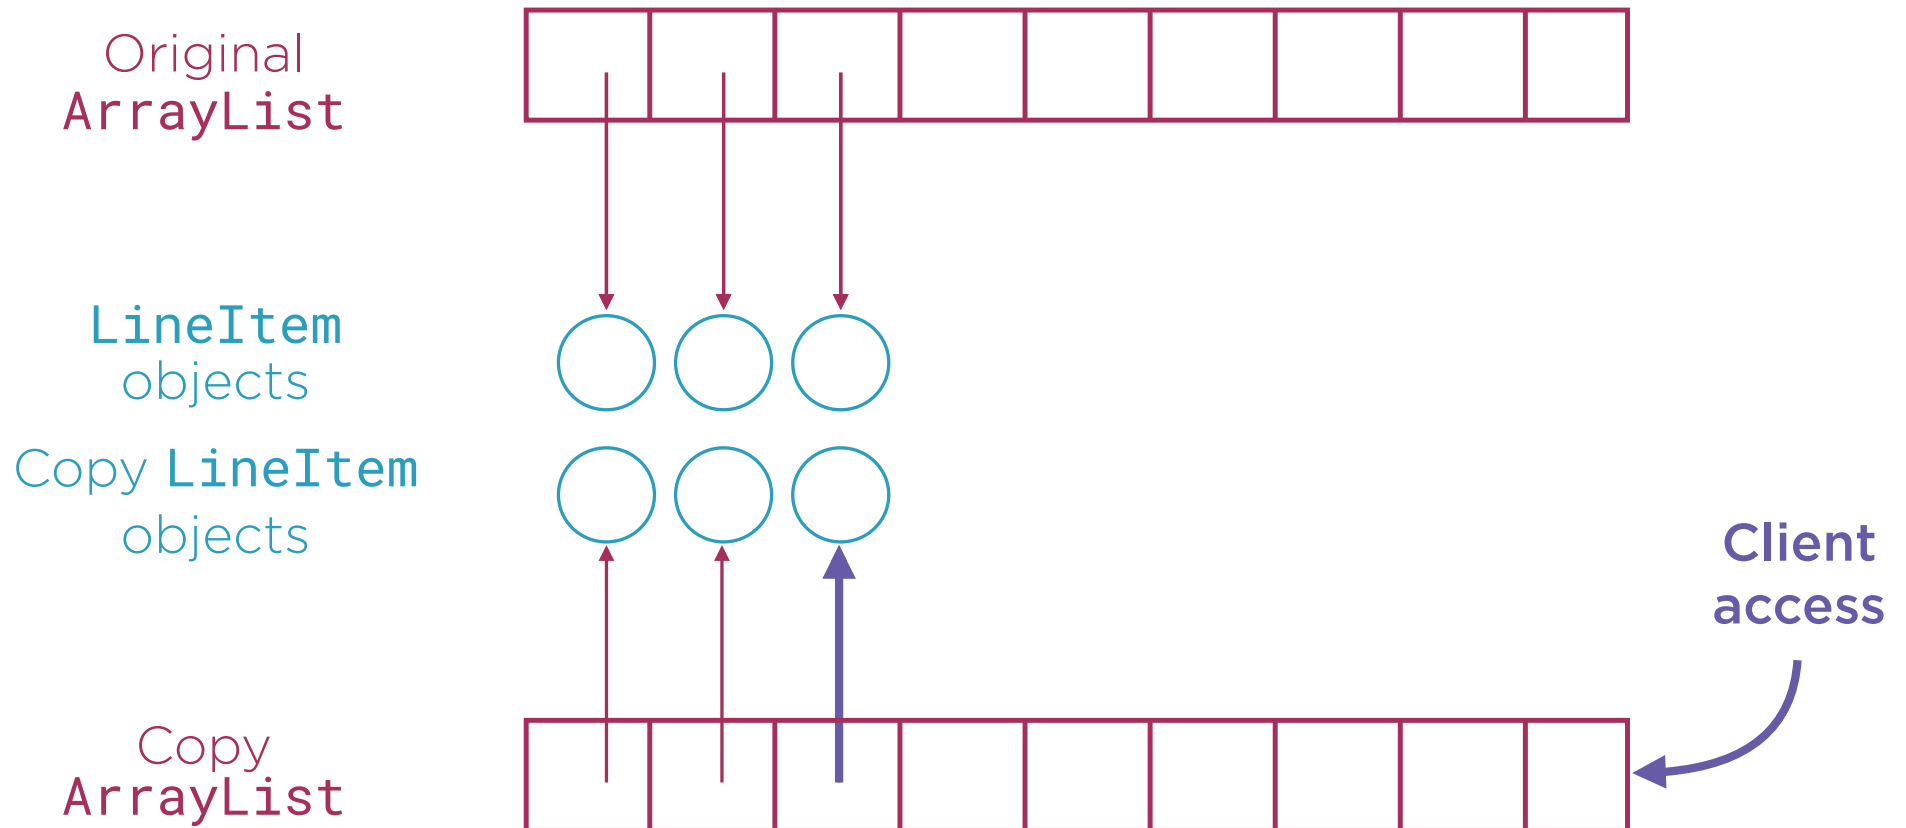 Original
ArrayList
LineItem
objects
Copy LineItem
objects
Client
access
Copy
ArrayList